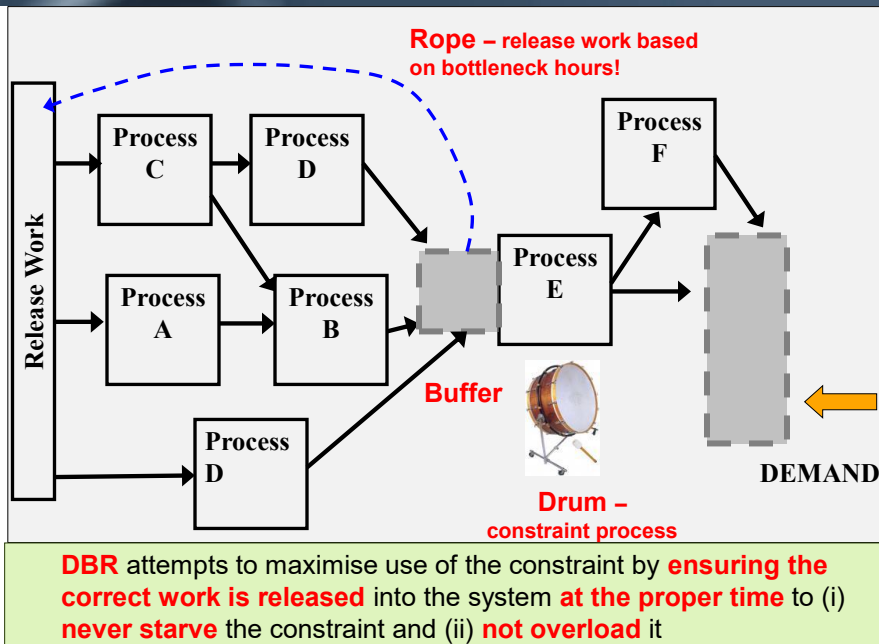 Rope – release work based
on bottleneck hours!
Release Work
Process
C
Process
D
Process
F
Process
A
Process
B
Process
E
Buffer
Process
D
DEMAND
Drum –
constraint process
DBR attempts to maximise use of the constraint by ensuring the
correct work is released into the system at the proper time to (i)
never starve the constraint and (ii) not overload it